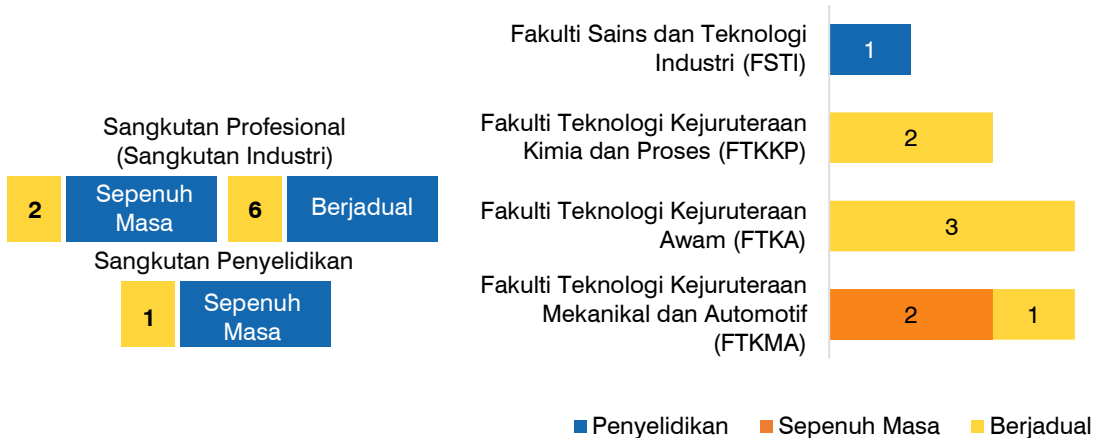 Sangkutan Profesional
(Sangkutan Industri)
2
Sepenuh
Masa
6
Berjadual
Sangkutan Penyelidikan
1
Sepenuh
Masa
Fakulti Sains dan Teknologi
Industri (FSTI)
1
Fakulti Teknologi Kejuruteraan
Kimia dan Proses (FTKKP)
2
Fakulti Teknologi Kejuruteraan
Awam (FTKA)
3
Fakulti Teknologi Kejuruteraan
Mekanikal dan Automotif
(FTKMA)
2
1
Penyelidikan
Sepenuh Masa
Berjadual